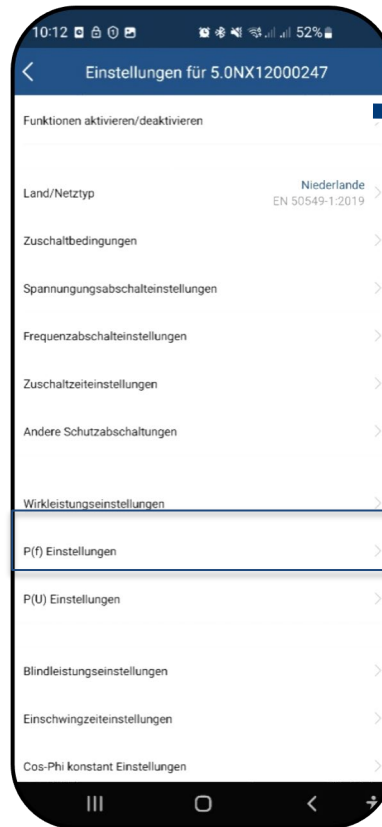 10:12 52%
Einstellungen für 5.0NX12000247
Funktionen aktivieren/deaktivieren
Land/Netztyp Niederlande
EN 50549-1:2019
Zuschaltbedingungen
Spannungungsabschalteinstellungen
Frequenzabschalteinstellungen
Zuschaltzeiteinstellungen
Andere Schutzabschaltungen
Wirkleistungseinstellungen
P(f) Einstellungen
P(U) Einstellungen
Blindleistungseinstellungen
Einschwingzeiteinstellungen
Cos-Phi konstant Einstellungen